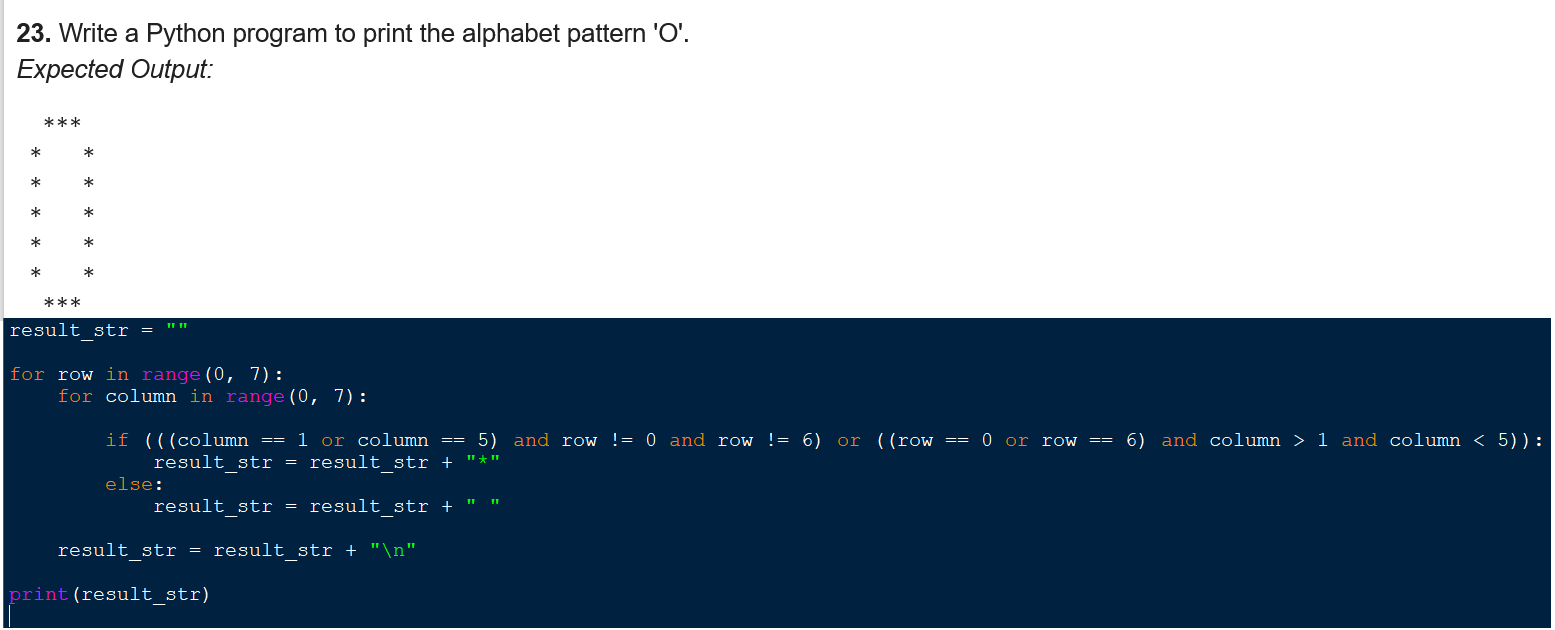 23. Write a Python program to print the alphabet pattern 'O'.
Expected Output:
  ***
 *   *
 *   *
 *   *
 *   *
 *   *
  ***
result_str = ""
for row in range(0, 7):
    for column in range(0, 7):
        if (((column == 1 or column == 5) and row != 0 and row != 6) or ((row == 0 or row == 6) and column > 1 and column < 5)):
            result_str = result_str + "*"
        else:
            result_str = result_str + " "
    result_str = result_str + "\n"
print(result_str)